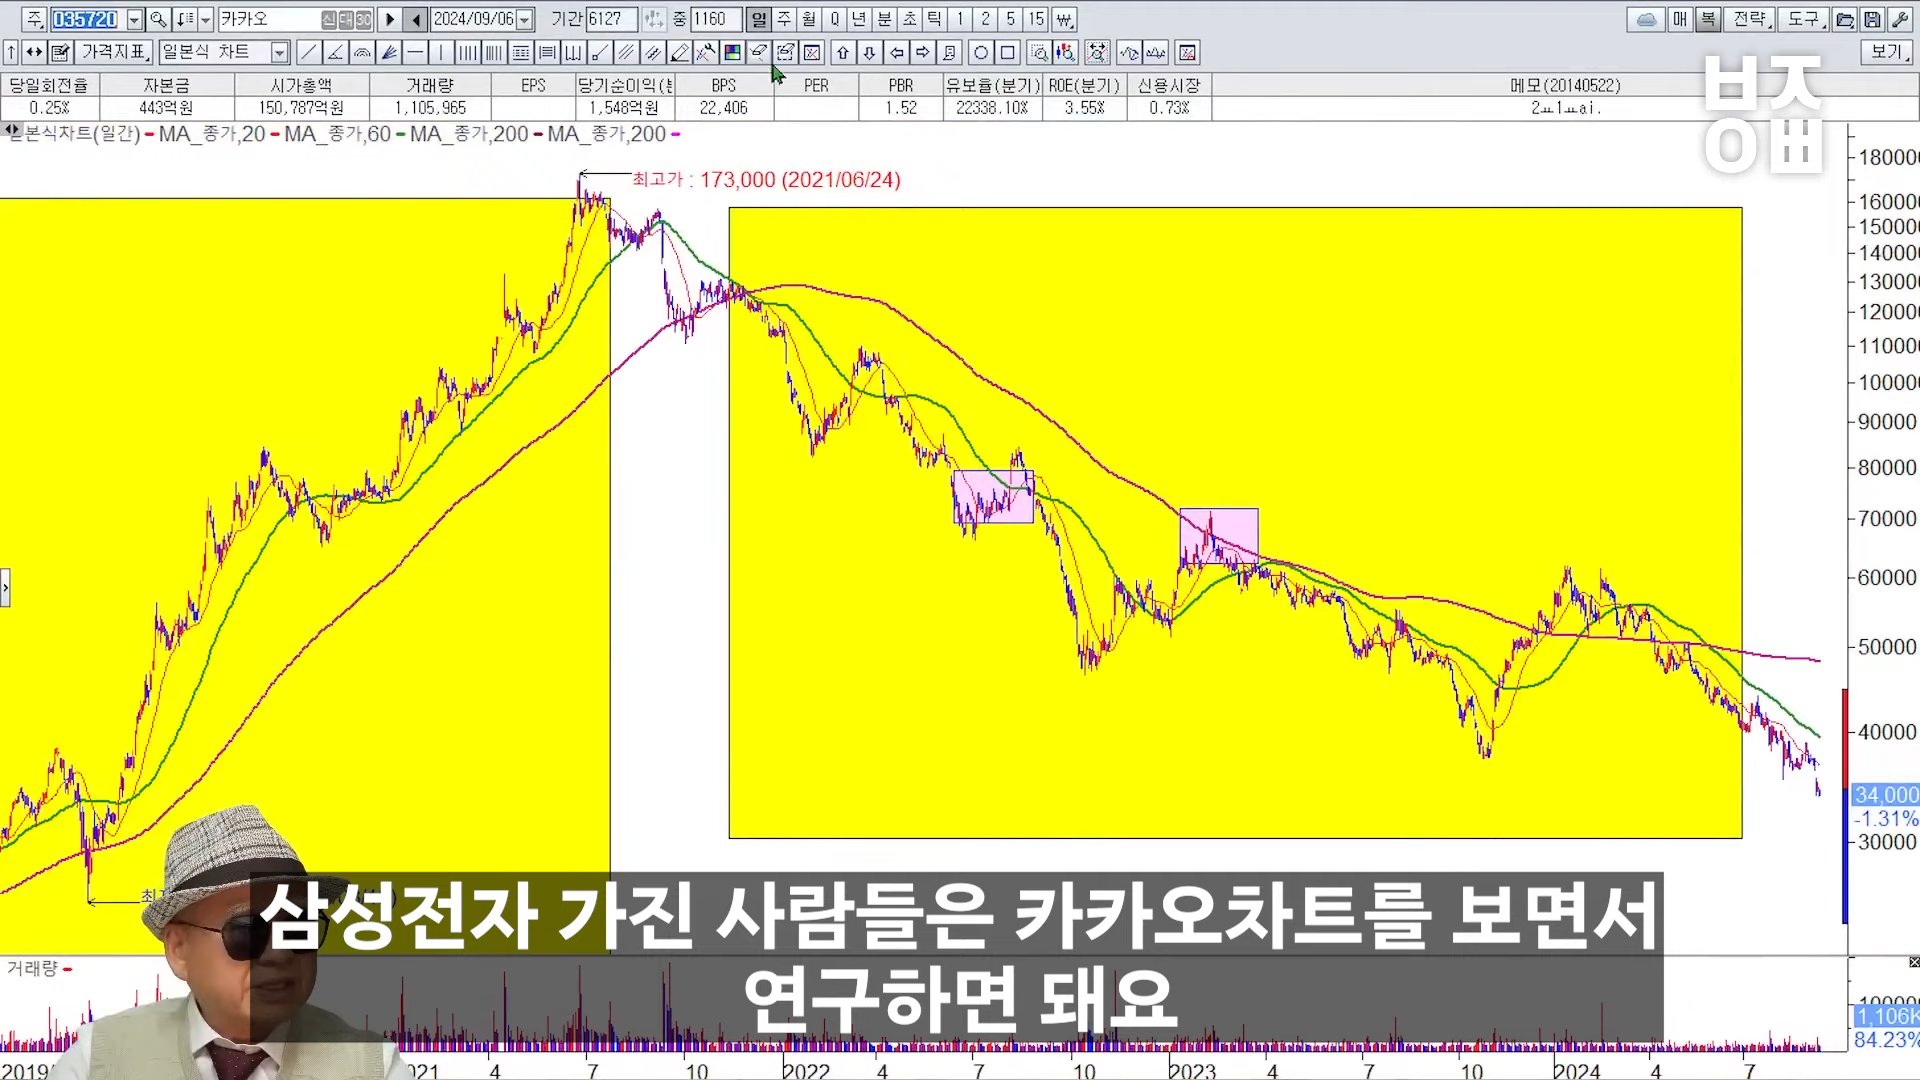 주 035720 카카오 신대30 2024/09/06 기간 6127 중 1160 일 주 월 Q 년 분 초 틱 1 2 5 15 ₩ 매 복 전략 도구
가격지표 일본식 차트 보기
당일회전율 자본금 시가총액 거래량 EPS 당기순이익( BPS PER PBR 유보율(분기) ROE(분기) 신용시장 메모(20140522)
0.25% 443억원 150,787억원 1,105,965 1,548억원 22,406 1.52 22338.10% 3.55% 0.73% 2ㅛ1ㅛai.
일본식차트(일간) MA_종가,20 MA_종가,60 MA_종가,200 MA_종가,200
봊
앲
최고가 : 173,000 (2021/06/24)
180000
160000
150000
140000
130000
120000
110000
100000
90000
80000
70000
60000
50000
40000
34,000
-1.31%
30000
삼성전자 가진 사람들은 카카오차트를 보면서
연구하면 돼요
거래량
1,106K
84.23%
2019/ 021 4 7 10 2022 4 7 10 2023 4 7 10 2024 4 7